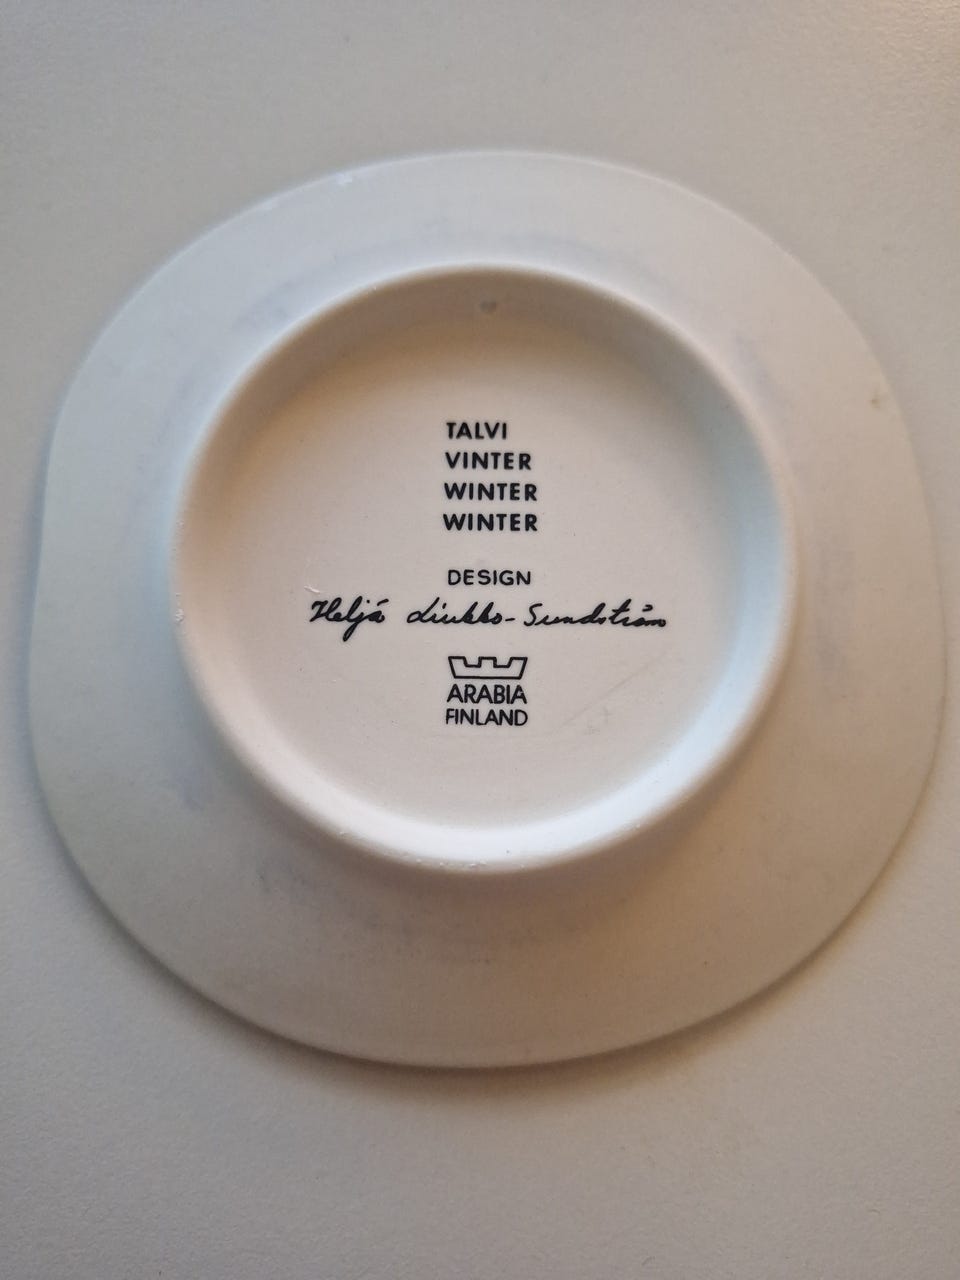 TALVI
VINTER
WINTER
WINTER
DESIGN
Heljä Liukko-Sundström
ARABIA
FINLAND